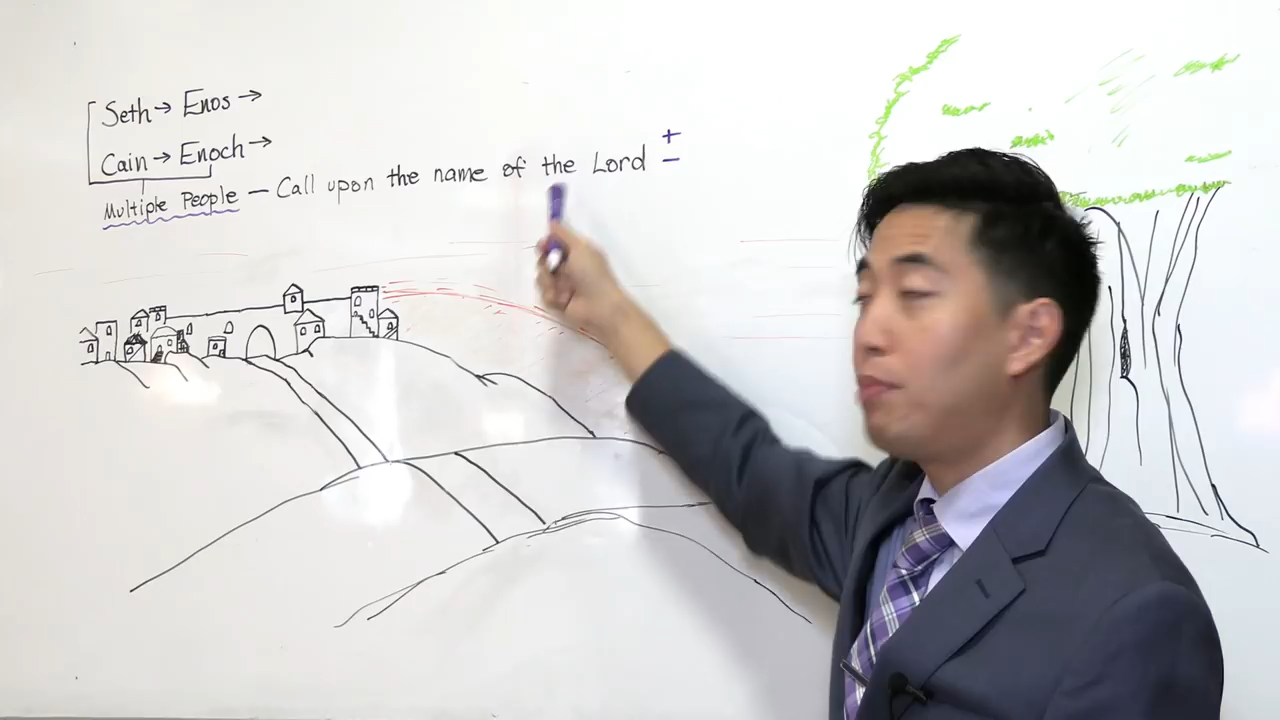 Seth → Enos →
Cain → Enoch →
Multiple People — Call upon the name of the Lord + −